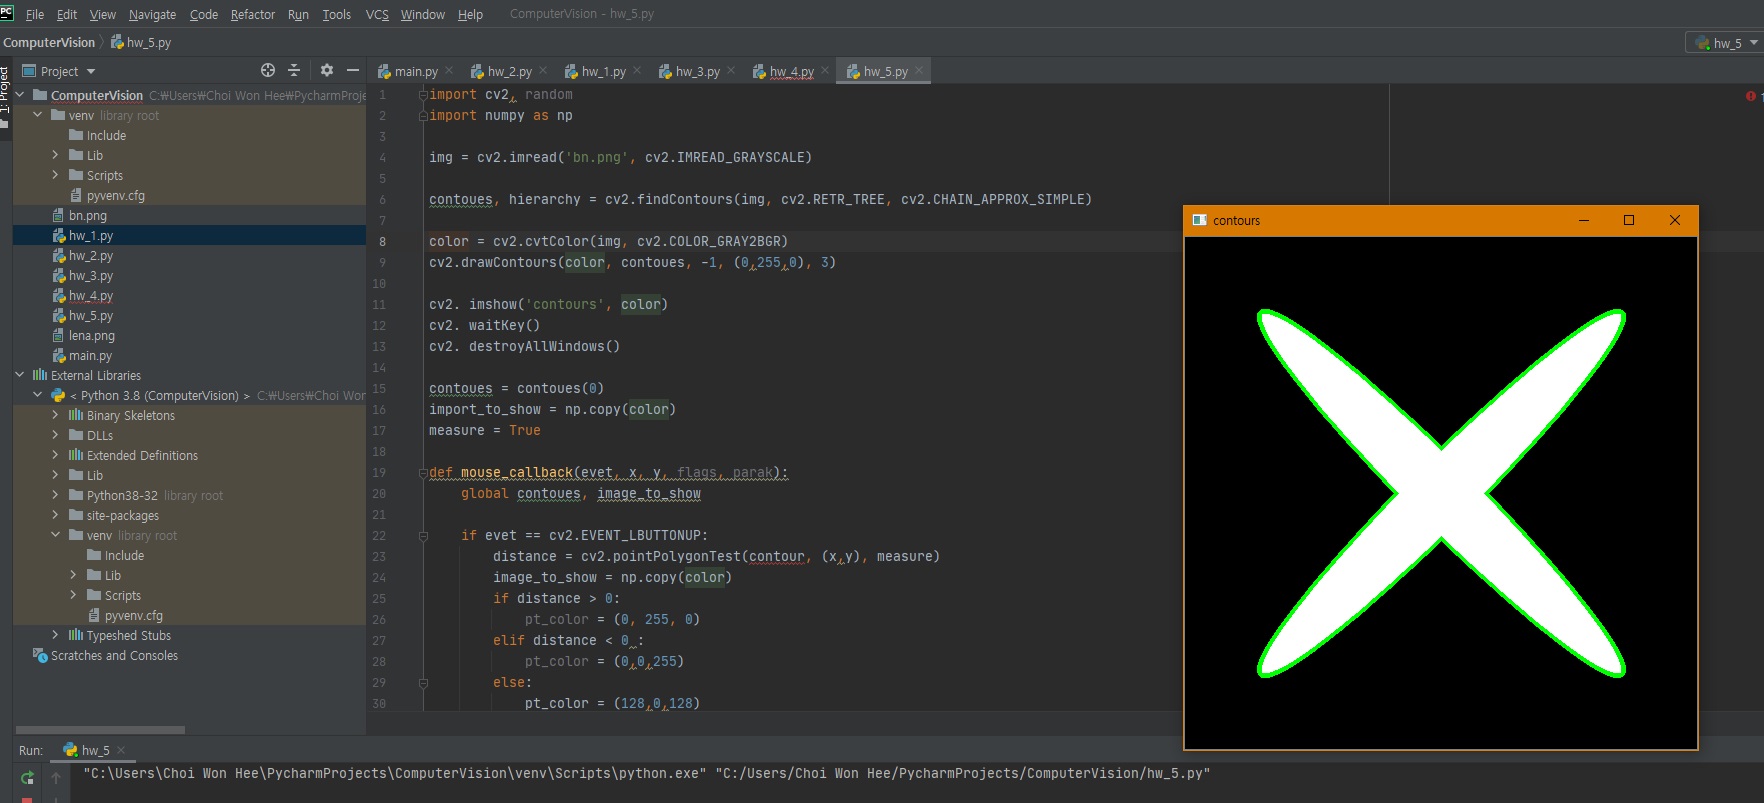 PC File Edit View Navigate Code Refactor Run Tools VCS Window Help ComputerVision - hw_5.py
ComputerVision hw_5.py hw_5
1: Project
Project
main.py hw_2.py hw_1.py hw_3.py hw_4.py hw_5.py
ComputerVision C:₩Users₩Choi Won Hee₩PycharmProje
venv library root
Include
Lib
Scripts
pyvenv.cfg
bn.png
hw_1.py
hw_2.py
hw_3.py
hw_4.py
hw_5.py
lena.png
main.py
External Libraries
< Python 3.8 (ComputerVision) > C:₩Users₩Choi Wor
Binary Skeletons
DLLs
Extended Definitions
Lib
Python38-32 library root
site-packages
venv library root
Include
Lib
Scripts
pyvenv.cfg
Typeshed Stubs
Scratches and Consoles
1 import cv2, random
2 import numpy as np
3
4 img = cv2.imread('bn.png', cv2.IMREAD_GRAYSCALE)
5
6 contoues, hierarchy = cv2.findContours(img, cv2.RETR_TREE, cv2.CHAIN_APPROX_SIMPLE)
7
8 color = cv2.cvtColor(img, cv2.COLOR_GRAY2BGR)
9 cv2.drawContours(color, contoues, -1, (0,255,0), 3)
10
11 cv2. imshow('contours', color)
12 cv2. waitKey()
13 cv2. destroyAllWindows()
14
15 contoues = contoues(0)
16 import_to_show = np.copy(color)
17 measure = True
18
19 def mouse_callback(evet, x, y, flags, parak):
20 global contoues, image_to_show
21
22 if evet == cv2.EVENT_LBUTTONUP:
23 distance = cv2.pointPolygonTest(contour, (x,y), measure)
24 image_to_show = np.copy(color)
25 if distance > 0:
26 pt_color = (0, 255, 0)
27 elif distance < 0 :
28 pt_color = (0,0,255)
29 else:
30 pt_color = (128,0,128)
contours
Run: hw_5
"C:\Users\Choi Won Hee\PycharmProjects\ComputerVision\venv\Scripts\python.exe" "C:/Users/Choi Won Hee/PycharmProjects/ComputerVision/hw_5.py"